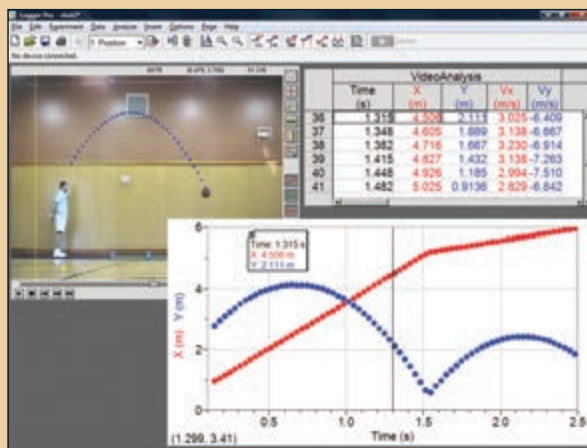 File Edit Experiment Data Analyze Insert Options Page Help
No device connected.
VideoAnalysis
Time X Y Vx Vy
(s) (m) (m) (m/s) (m/s)
36 1.315 4.506 2.111 3.025 -6.409
37 1.348 4.605 1.889 3.138 -6.667
38 1.382 4.716 1.667 3.230 -6.914
39 1.415 4.827 1.432 3.138 -7.263
40 1.448 4.926 1.185 2.994 -7.510
41 1.482 5.025 0.9136 2.829 -6.842
6
Time: 1.315 s
X: 4.506 m
Y: 2.111 m
4
X (m) Y (m)
2
0
0.5 1.0 1.5 2.0 2.5
(1.299, 3.41)
Time (s)